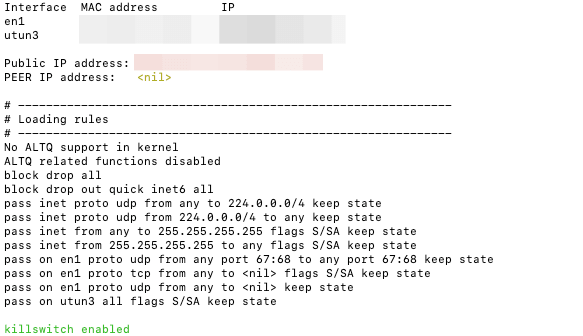 Interface  MAC address         IP
en1
utun3
Public IP address:
PEER IP address:   <nil>
# --------------------------------------------------------------
# Loading rules
# --------------------------------------------------------------
No ALTQ support in kernel
ALTQ related functions disabled
block drop all
block drop out quick inet6 all
pass inet proto udp from any to 224.0.0.0/4 keep state
pass inet proto udp from 224.0.0.0/4 to any keep state
pass inet from any to 255.255.255.255 flags S/SA keep state
pass inet from 255.255.255.255 to any flags S/SA keep state
pass on en1 proto udp from any port 67:68 to any port 67:68 keep state
pass on en1 proto tcp from any to <nil> flags S/SA keep state
pass on en1 proto udp from any to <nil> keep state
pass on utun3 all flags S/SA keep state
killswitch enabled